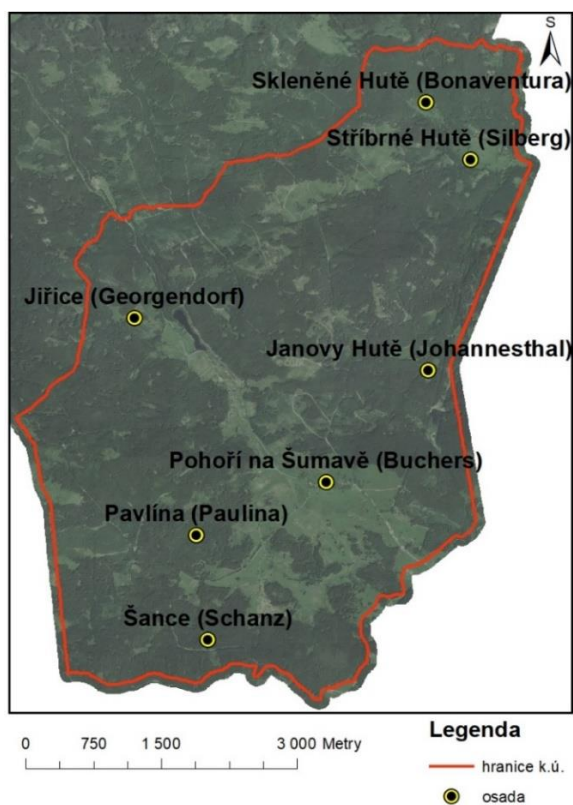 S
Skleněné Hutě (Bonaventura)
Stříbrné Hutě (Silberg)
Jiřice (Georgendorf)
Janovy Hutě (Johannesthal)
Pohoří na Šumavě (Buchers)
Pavlína (Paulina)
Šance (Schanz)
Legenda
0 750 1 500 3 000 Metry
hranice k.ú.
osada